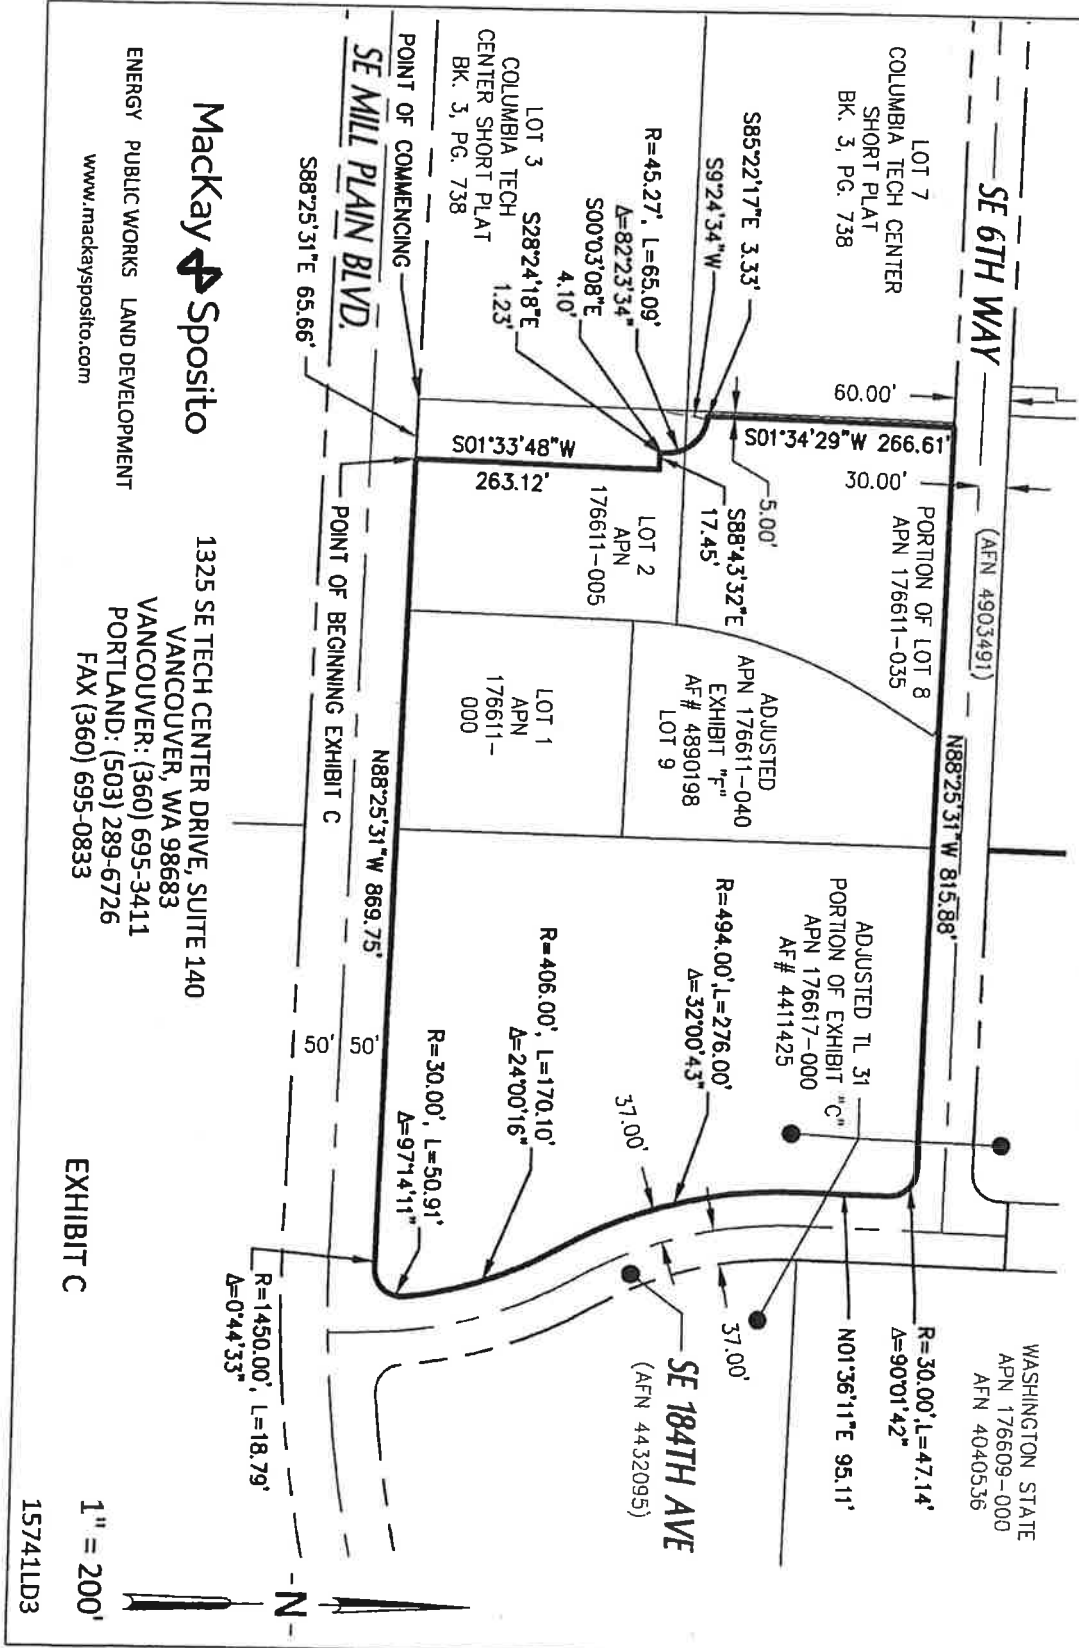 SE 6TH WAY
(AFN 4903491)
LOT 7
COLUMBIA TECH CENTER
SHORT PLAT
BK. 3, PG. 738
60.00'
30.00'
N88°25'31"W 815.88'
PORTION OF LOT 8
APN 176611-035
S01°34'29"W 266.61'
S85°22'17"E 3.33'
S9°24'34"W
5.00'
R=45.27', L=65.09'
Δ=82°23'34"
S00°03'08"E
4.10'
S28°24'18"E
1.23'
S88°43'32"E
17.45'
LOT 3
COLUMBIA TECH
CENTER SHORT PLAT
BK. 3, PG. 738
LOT 2
APN
176611-005
S01°33'48"W
263.12'
ADJUSTED
APN 176611-040
EXHIBIT "F"
AF# 4890198
LOT 9
LOT 1
APN
176611-
000
ADJUSTED TL 31
PORTION OF EXHIBIT "C"
APN 176617-000
AF# 4411425
WASHINGTON STATE
APN 176609-000
AFN 4040536
R=30.00',L=47.14'
Δ=90°01'42"
N01°36'11"E 95.11'
R=494.00',L=276.00'
Δ=32°00'43"
37.00'
37.00'
SE 184TH AVE
(AFN 4432095)
R=406.00', L=170.10'
Δ=24°00'16"
R=30.00', L=50.91'
Δ=97°14'11"
R=1450.00', L=18.79'
Δ=0°44'33"
N88°25'31"W 869.75'
50'
50'
POINT OF COMMENCING
SE MILL PLAIN BLVD.
S88°25'31"E 65.66'
POINT OF BEGINNING EXHIBIT C
N
MacKay Sposito
ENERGY PUBLIC WORKS LAND DEVELOPMENT
www.mackaysposito.com
1325 SE TECH CENTER DRIVE, SUITE 140
VANCOUVER, WA 98683
VANCOUVER: (360) 695-3411
PORTLAND: (503) 289-6726
FAX (360) 695-0833
EXHIBIT C
1" = 200'
15741LD3